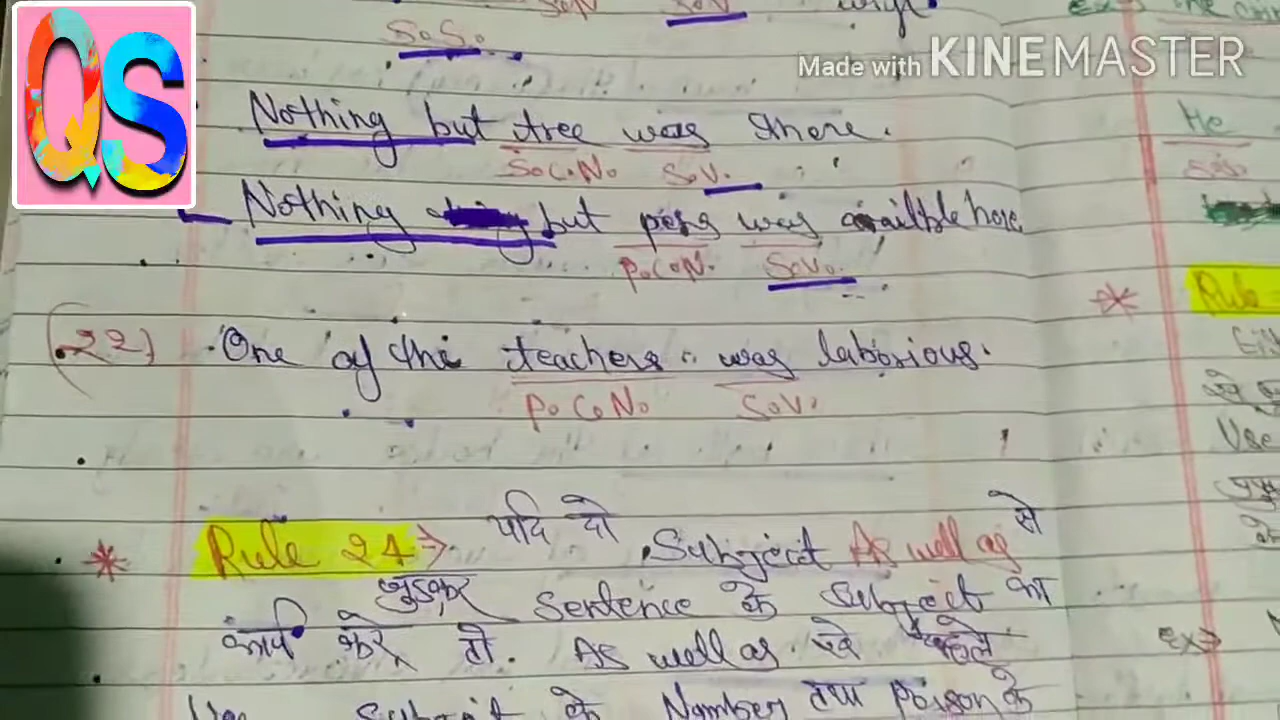 QS
Made with KINEMASTER
S.S.
Nothing but tree was there.
S.C.N. S.V.
Nothing but pens was availble here
P.C.N. S.V.
(22) One of the teachers was laborious.
P.C.N. S.V.
* Rule 24 → यदि दो Subject As well as से
जुड़कर Sentence के Subject का
कार्य करे तो. As well as से पहले
Subject के Number तथा Poison के
He
S.S.
* Rule
Use
Ex→